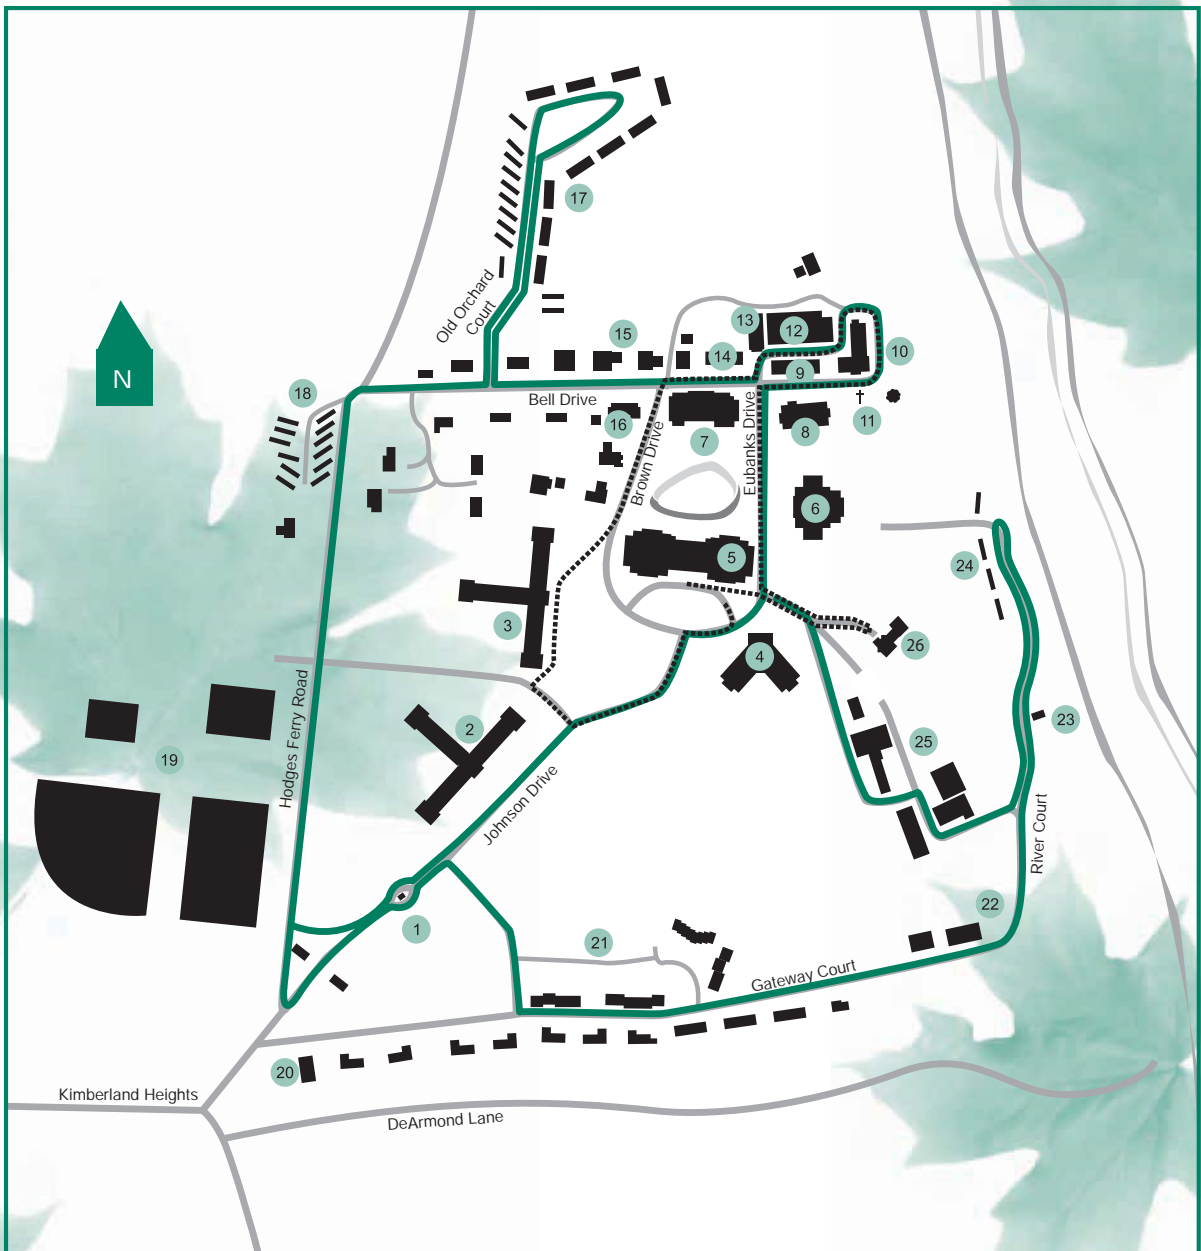 17
Old Orchard
Court
13
12
15
14
10
9
N
18
Bell Drive
11
16
8
7
Brown Drive
Eubanks Drive
6
5
24
3
26
4
Hodges Ferry Road
2
23
25
19
Johnson Drive
River Court
22
1
21
Gateway Court
20
Kimberland Heights
DeArmond Lane